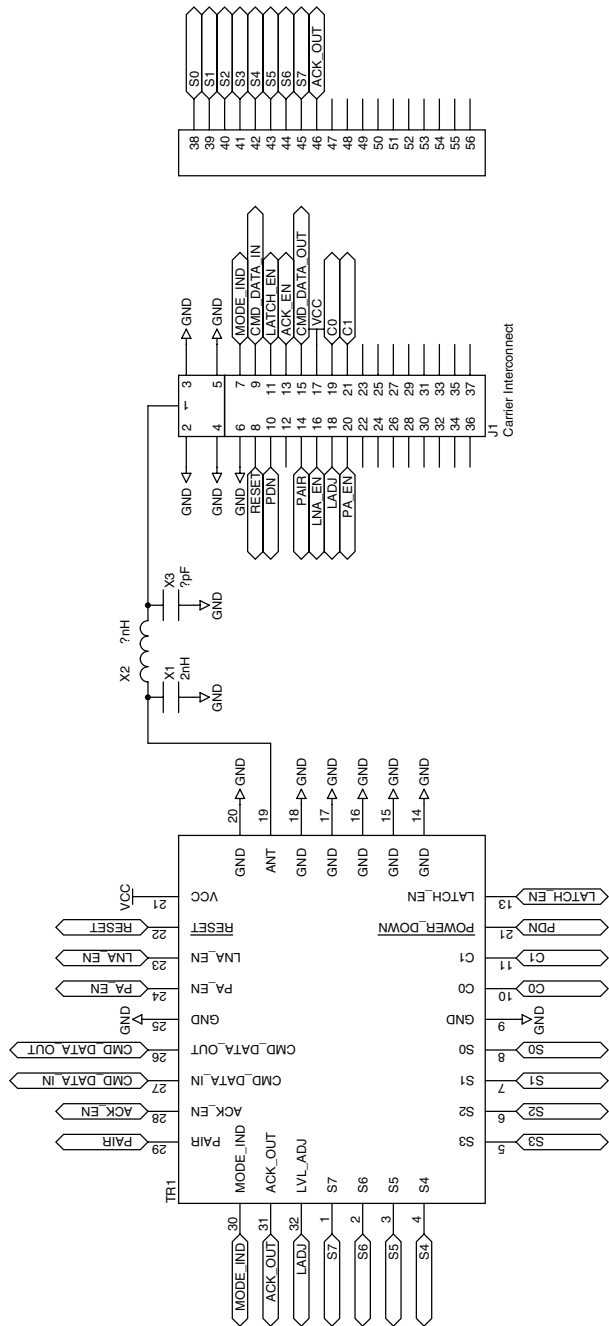 S0
S1
S2
S3
S4
S5
S6
S7
ACK_OUT
38
39
40
41
42
43
44
45
46
47
48
49
50
51
52
53
54
55
56
GND
GND
MODE_IND
CMD_DATA_IN
LATCH_EN
ACK_EN
CMD_DATA_OUT
VCC
C0
C1
1
3
5
7
9
11
13
15
17
19
21
23
25
27
29
31
33
35
37
2
4
6
8
10
12
14
16
18
20
22
24
26
28
30
32
34
36
GND
GND
GND
RESET
PDN
PAIR
LNA_EN
LADJ
PA_EN
J1
Carrier Interconnect
X2
?nH
X3
?pF
GND
X1
2nH
GND
TR1
20 GND GND
19 ANT
18 GND GND
17 GND GND
16 GND GND
15 GND GND
14 GND GND
VCC 21 VCC
RESET 22 RESET
LNA_EN 23 LNA_EN
PA_EN 24 PA_EN
GND 25 GND
CMD_DATA_OUT 26 CMD_DATA_OUT
CMD_DATA_IN 27 CMD_DATA_IN
ACK_EN 28 ACK_EN
PAIR 29 PAIR
MODE_IND 30 MODE_IND
ACK_OUT 31 ACK_OUT
LADJ 32 LVL_ADJ
S7 1 S7
S6 2 S6
S5 3 S5
S4 4 S4
S3 5 S3
S2 6 S2
S1 7 S1
S0 8 S0
GND 9 GND
C0 10 C0
C1 11 C1
POWER_DOWN 21 PDN
LATCH_EN 13 LATCH_EN